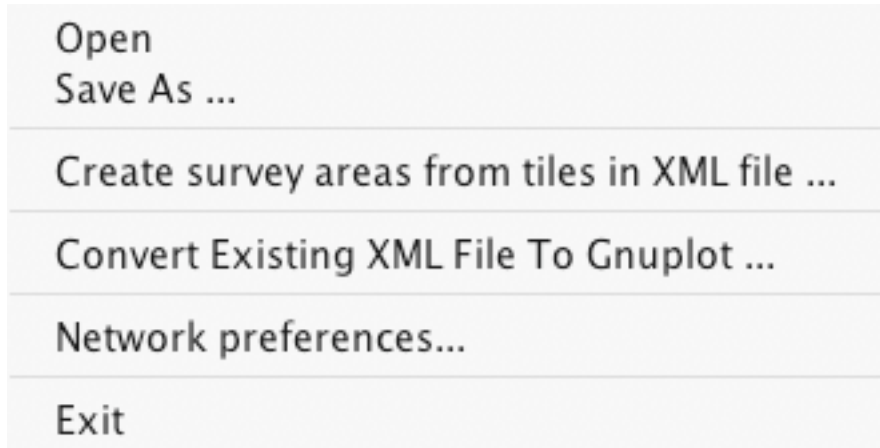 Open
Save As ...
Create survey areas from tiles in XML file ...
Convert Existing XML File To Gnuplot ...
Network preferences...
Exit